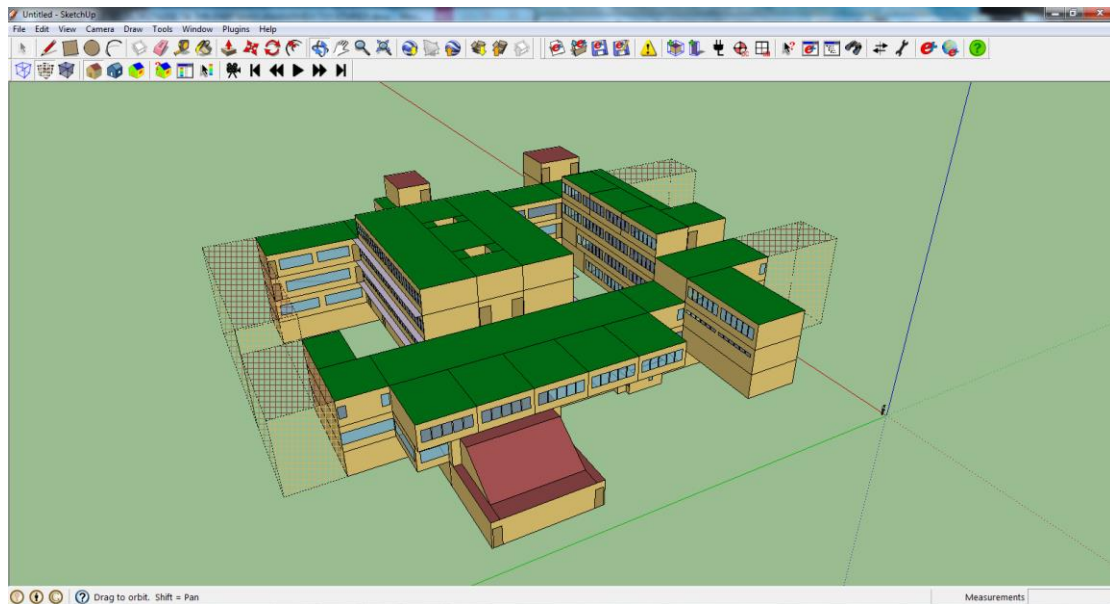 Untitled - SketchUp
File Edit View Camera Draw Tools Window Plugins Help
Drag to orbit. Shift = Pan
Measurements